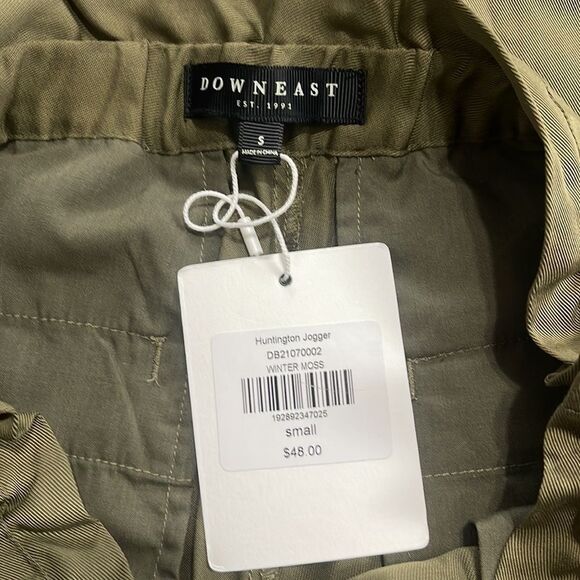 DOWNEAST
EST. 1991
S
MADE IN CHINA
Huntington Jogger
DB21070002
WINTER MOSS
192892347025
small
$48.00